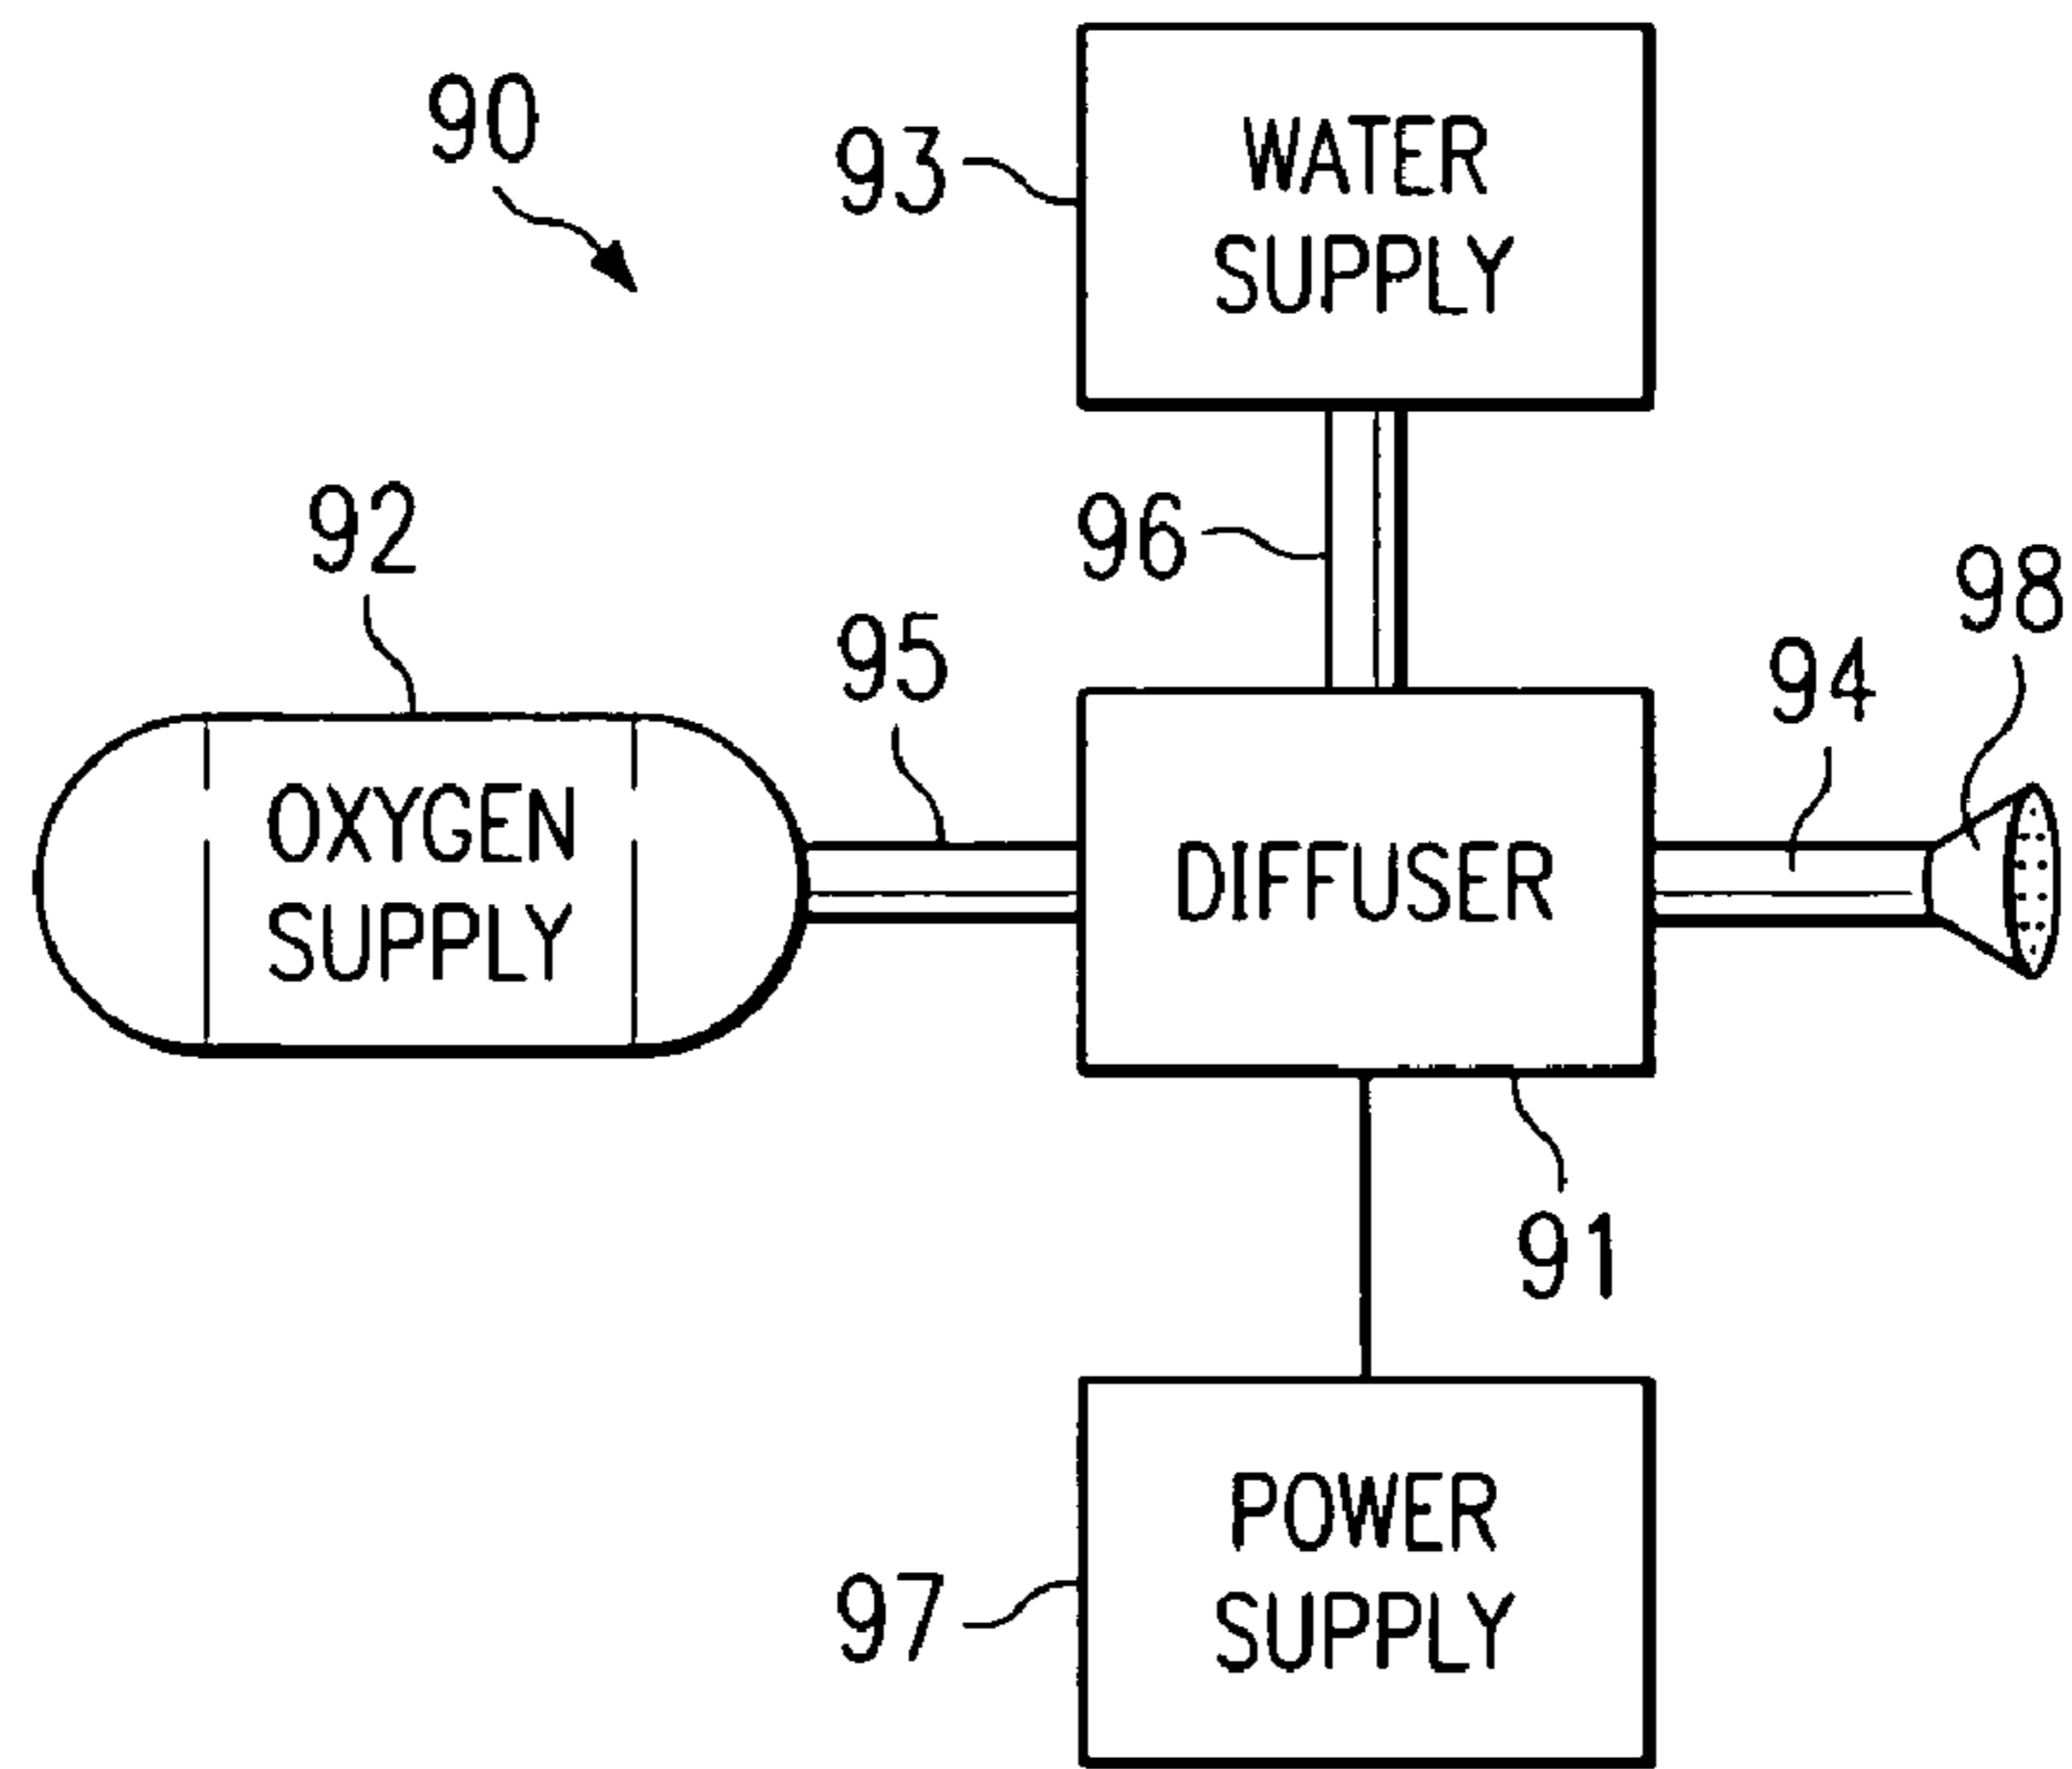 90
93
WATER
SUPPLY
92
96
98
95
94
OXYGEN
SUPPLY
DIFFUSER
91
POWER
SUPPLY
97